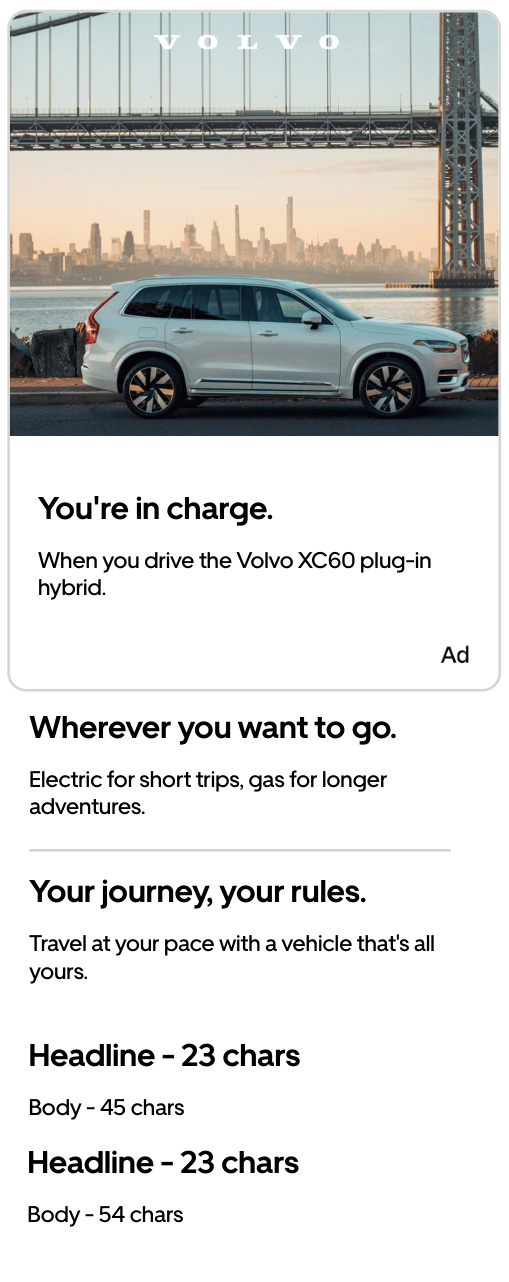 VOLVO
You're in charge.
When you drive the Volvo XC60 plug-in
hybrid.
Ad
Wherever you want to go.
Electric for short trips, gas for longer
adventures.
Your journey, your rules.
Travel at your pace with a vehicle that's all
yours.
Headline - 23 chars
Body - 45 chars
Headline - 23 chars
Body - 54 chars